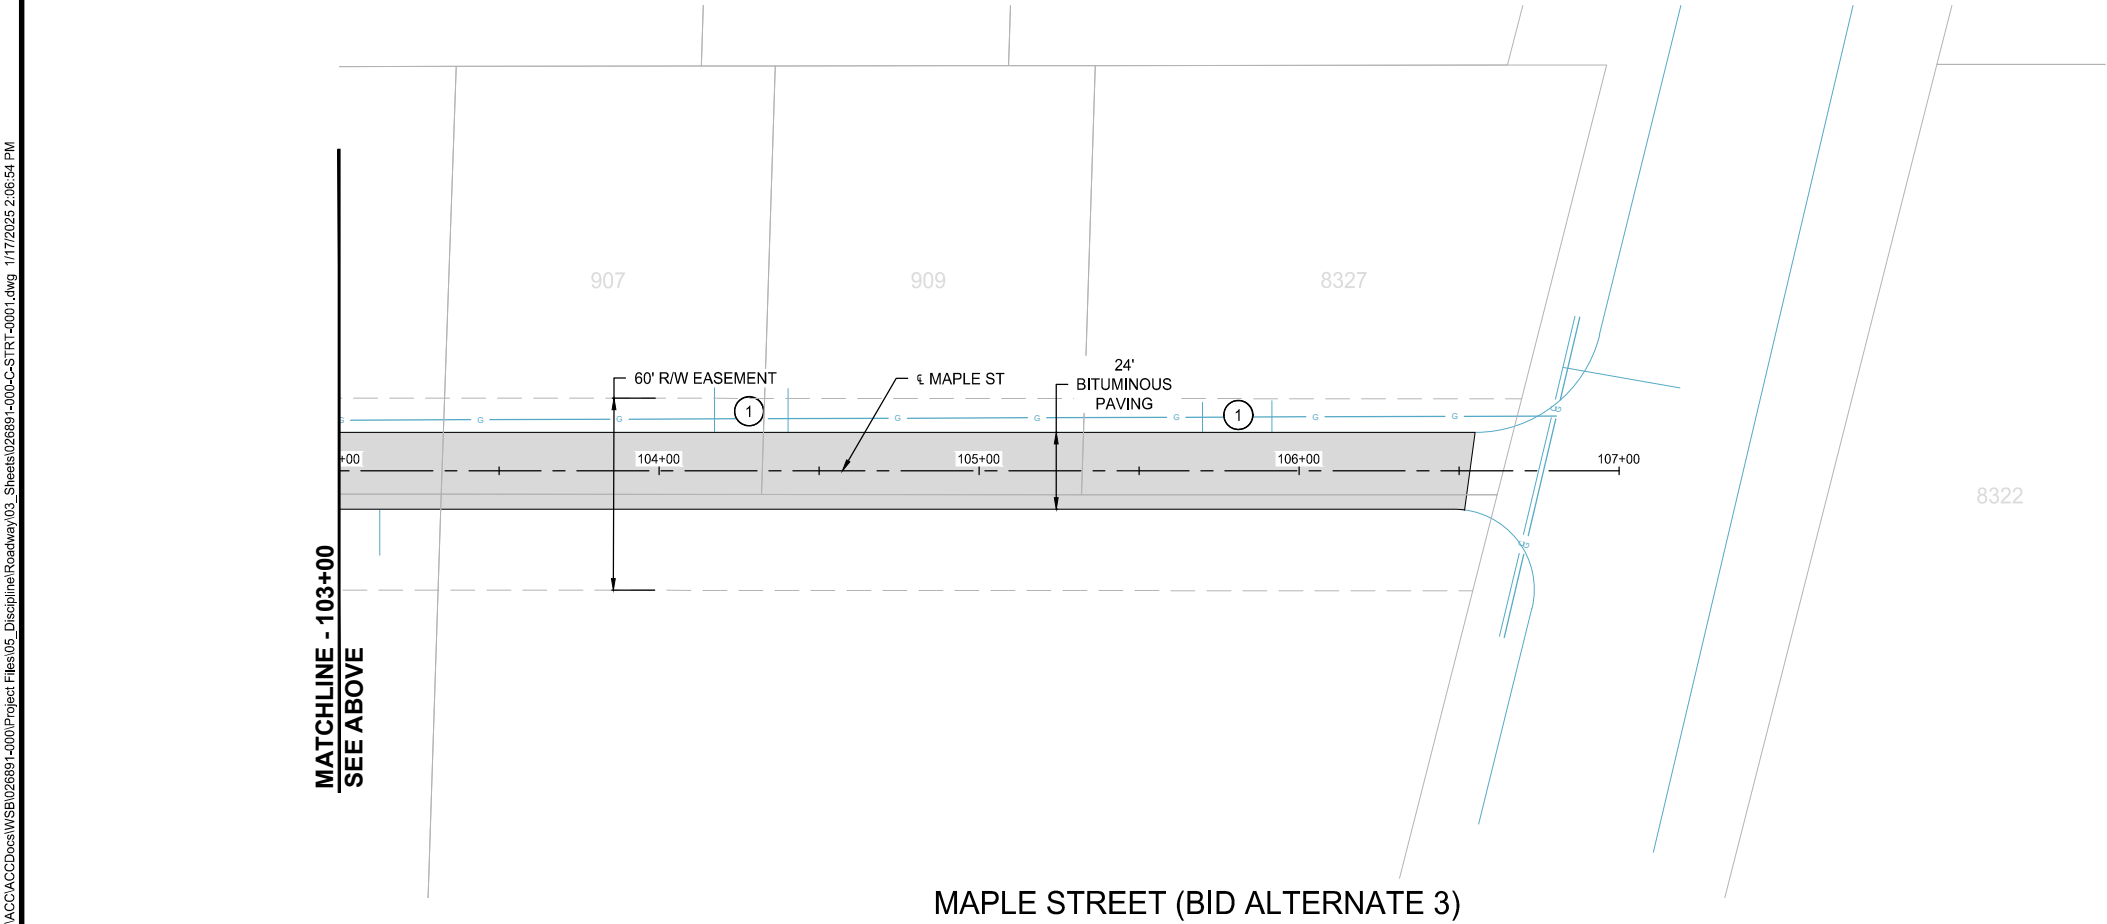 \ACC\ACCDocs\WSB\026891-000\Project Files\05_Discipline\Roadway\03_Sheets\026891-000-C-STRT-0001.dwg 1/17/2025 2:06:54 PM
907
909
8327
60' R/W EASEMENT
℄ MAPLE ST
24'
BITUMINOUS
PAVING
1
1
G
G
G
G
G
G
G
G
G
G
G
+00
104+00
105+00
106+00
107+00
8322
MATCHLINE - 103+00
SEE ABOVE
MAPLE STREET (BID ALTERNATE 3)